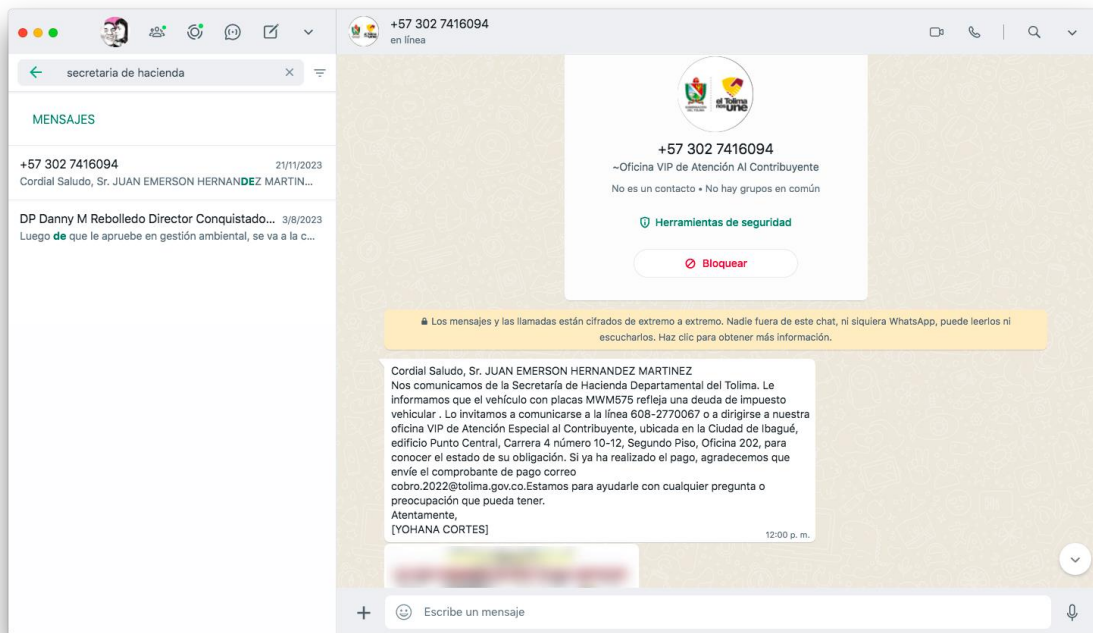 secretaria de hacienda
MENSAJES
+57 302 7416094
21/11/2023
Cordial Saludo, Sr. JUAN EMERSON HERNANDEZ MARTIN...
DP Danny M Rebolledo Director Conquistado...
3/8/2023
Luego de que le apruebe en gestión ambiental, se va a la c...
+57 302 7416094
en línea
el Tolima
nos une
+57 302 7416094
~Oficina VIP de Atención Al Contribuyente
No es un contacto • No hay grupos en común
Herramientas de seguridad
Bloquear
Los mensajes y las llamadas están cifrados de extremo a extremo. Nadie fuera de este chat, ni siquiera WhatsApp, puede leerlos ni
escucharlos. Haz clic para obtener más información.
Cordial Saludo, Sr. JUAN EMERSON HERNANDEZ MARTINEZ
Nos comunicamos de la Secretaría de Hacienda Departamental del Tolima. Le
informamos que el vehículo con placas MWM575 refleja una deuda de impuesto
vehicular . Lo invitamos a comunicarse a la línea 608-2770067 o a dirigirse a nuestra
oficina VIP de Atención Especial al Contribuyente, ubicada en la Ciudad de Ibagué,
edificio Punto Central, Carrera 4 número 10-12, Segundo Piso, Oficina 202, para
conocer el estado de su obligación. Si ya ha realizado el pago, agradecemos que
envíe el comprobante de pago correo
cobro.2022@tolima.gov.co.Estamos para ayudarle con cualquier pregunta o
preocupación que pueda tener.
Atentamente,
[YOHANA CORTES]
12:00 p. m.
Escribe un mensaje